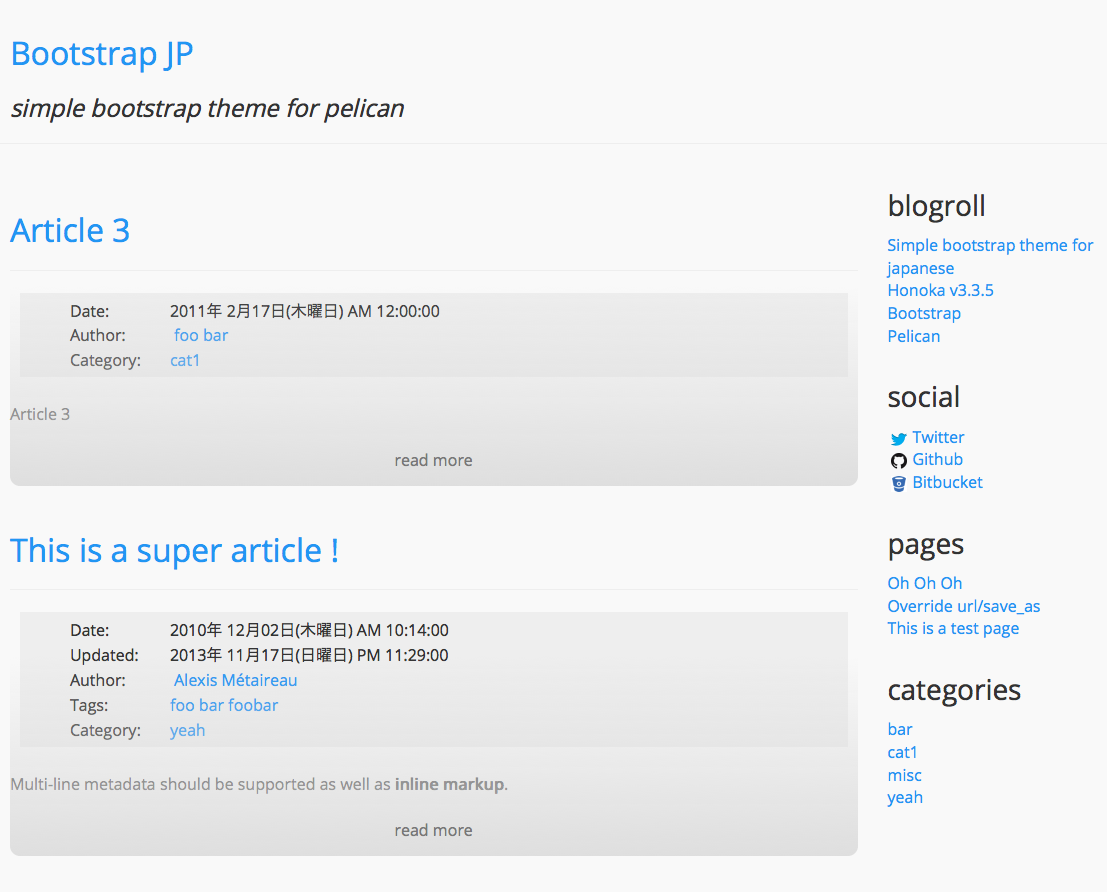 Bootstrap JP
simple bootstrap theme for pelican
Article 3
Date: 2011年 2月17日(木曜日) AM 12:00:00
Author: foo bar
Category: cat1
Article 3
read more
This is a super article !
Date: 2010年 12月02日(木曜日) AM 10:14:00
Updated: 2013年 11月17日(日曜日) PM 11:29:00
Author: Alexis Métaireau
Tags: foo bar foobar
Category: yeah
Multi-line metadata should be supported as well as inline markup.
read more
blogroll
Simple bootstrap theme for
japanese
Honoka v3.3.5
Bootstrap
Pelican
social
Twitter
Github
Bitbucket
pages
Oh Oh Oh
Override url/save_as
This is a test page
categories
bar
cat1
misc
yeah